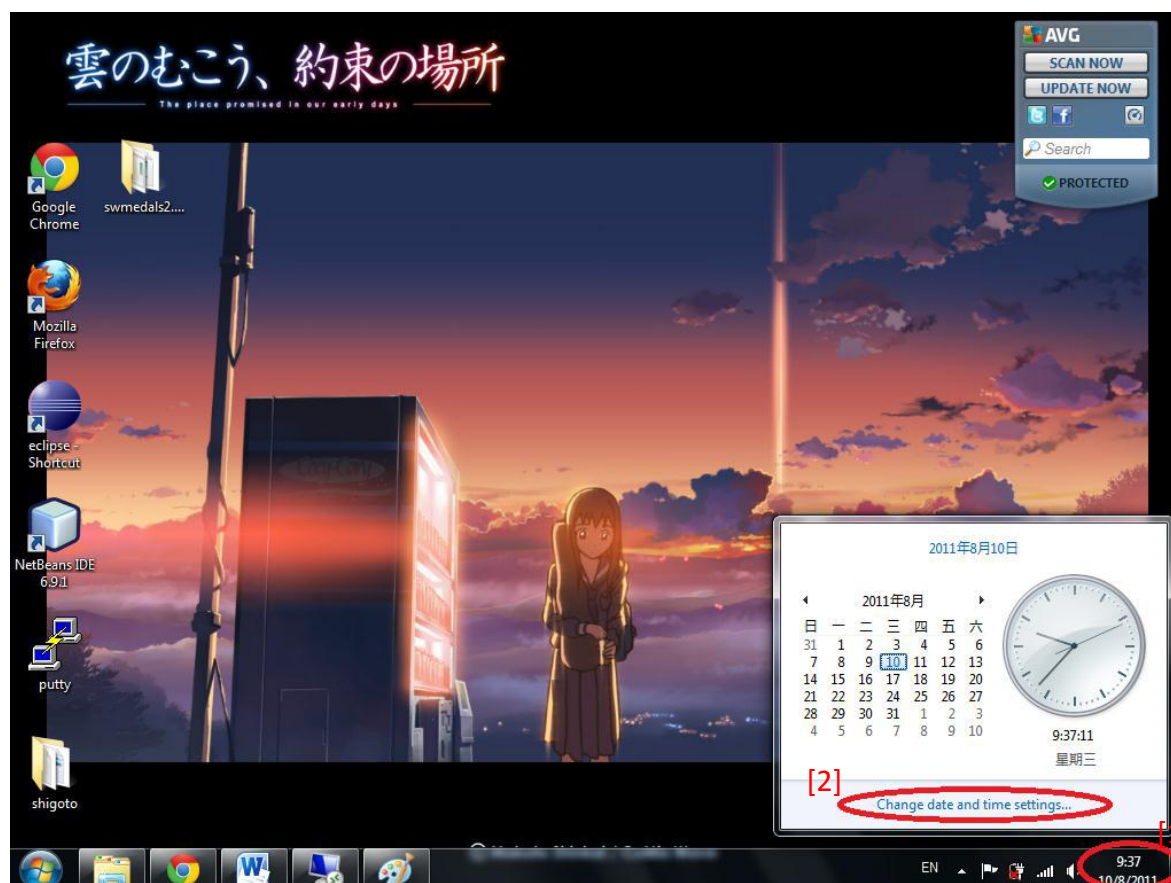 雲のむこう、約束の場所
The place promised in our early days
AVG
SCAN NOW
UPDATE NOW
Search
PROTECTED
Google
Chrome
swmedals2....
Mozilla
Firefox
eclipse -
Shortcut
NetBeans IDE
6.9.1
putty
shigoto
2011年8月10日
2011年8月
日 一 二 三 四 五 六
31 1 2 3 4 5 6
7 8 9 10 11 12 13
14 15 16 17 18 19 20
21 22 23 24 25 26 27
28 29 30 31 1 2 3
4 5 6 7 8 9 10
9:37:11
星期三
[2]
Change date and time settings...
[
EN
9:37
10/8/2011